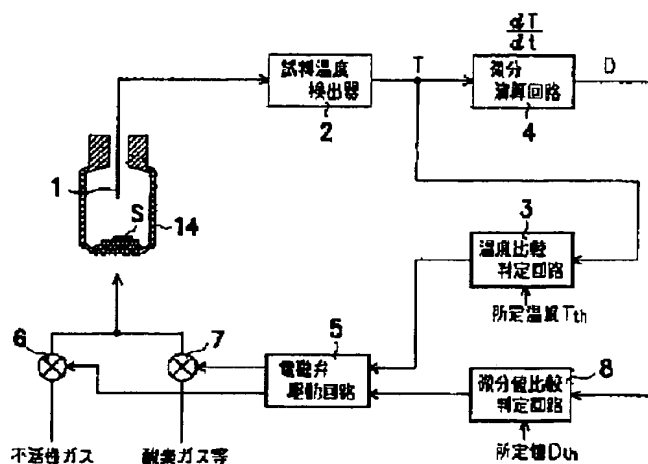 dT
dt
試料温度
検出器
2
T
微分
演算回路
4
D
1
S
14
3
温度比較
判定回路
所定温度Tth
6
7
5
電磁弁
駆動回路
微分値比較
判定回路
8
不活性ガス
酸素ガス等
所定値Dth